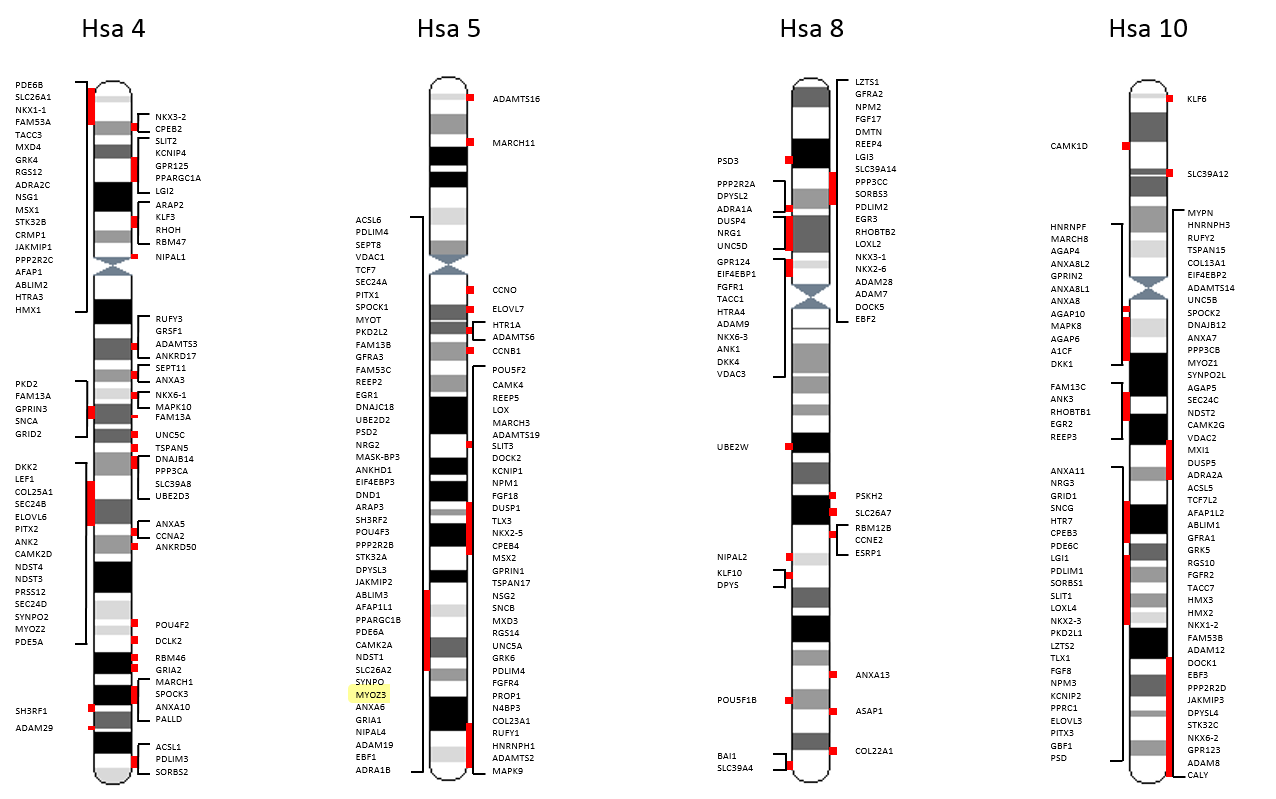 Hsa 4
PDE6B
SLC26A1
NKX1-1
FAM53A
TACC3
MXD4
GRK4
RGS12
ADRA2C
NSG1
MSX1
STK32B
CRMP1
JAKMIP1
PPP2R2C
AFAP1
ABLIM2
HTRA3
HMX1
PKD2
FAM13A
GPRIN3
SNCA
GRID2
DKK2
LEF1
COL25A1
SEC24B
ELOVL6
PITX2
ANK2
CAMK2D
NDST4
NDST3
PRSS12
SEC24D
SYNPO2
MYOZ2
PDE5A
SH3RF1
ADAM29
NKX3-2
CPEB2
SLIT2
KCNIP4
GPR125
PPARGC1A
LGI2
ARAP2
KLF3
RHOH
RBM47
NIPAL1
RUFY3
GRSF1
ADAMTS3
ANKRD17
SEPT11
ANXA3
NKX6-1
MAPK10
FAM13A
UNC5C
TSPAN5
DNAJB14
PPP3CA
SLC39A8
UBE2D3
ANXA5
CCNA2
ANKRD50
POU4F2
DCLK2
RBM46
GRIA2
MARCH1
SPOCK3
ANXA10
PALLD
ACSL1
PDLIM3
SORBS2
Hsa 5
ACSL6
PDLIM4
SEPT8
VDAC1
TCF7
SEC24A
PITX1
SPOCK1
MYOT
PKD2L2
FAM13B
GFRA3
FAM53C
REEP2
EGR1
DNAJC18
UBE2D2
PSD2
NRG2
MASK-BP3
ANKHD1
EIF4EBP3
DND1
ARAP3
SH3RF2
POU4F3
PPP2R2B
STK32A
DPYSL3
JAKMIP2
ABLIM3
AFAP1L1
PPARGC1B
PDE6A
CAMK2A
NDST1
SLC26A2
SYNPO
MYOZ3
ANXA6
GRIA1
NIPAL4
ADAM19
EBF1
ADRA1B
ADAMTS16
MARCH11
CCNO
ELOVL7
HTR1A
ADAMTS6
CCNB1
POU5F2
CAMK4
REEP5
LOX
MARCH3
ADAMTS19
SLIT3
DOCK2
KCNIP1
NPM1
FGF18
DUSP1
TLX3
NKX2-5
CPEB4
MSX2
GPRIN1
TSPAN17
NSG2
SNCB
MXD3
RGS14
UNC5A
GRK6
PDLIM4
FGFR4
PROP1
N4BP3
COL23A1
RUFY1
HNRNPH1
ADAMTS2
MAPK9
Hsa 8
PSD3
PPP2R2A
DPYSL2
ADRA1A
DUSP4
NRG1
UNC5D
GPR124
EIF4EBP1
FGFR1
TACC1
HTRA4
ADAM9
NKX6-3
ANK1
DKK4
VDAC3
UBE2W
NIPAL2
KLF10
DPYS
POU5F1B
BAI1
SLC39A4
LZTS1
GFRA2
NPM2
FGF17
DMTN
REEP4
LGI3
SLC39A14
PPP3CC
SORBS3
PDLIM2
EGR3
RHOBTB2
LOXL2
NKX3-1
NKX2-6
ADAM28
ADAM7
DOCK5
EBF2
PSKH2
SLC26A7
RBM12B
CCNE2
ESRP1
ANXA13
ASAP1
COL22A1
Hsa 10
CAMK1D
HNRNPF
MARCH8
AGAP4
ANXA8L2
GPRIN2
ANXA8L1
ANXA8
AGAP10
MAPK8
AGAP6
A1CF
DKK1
FAM13C
ANK3
RHOBTB1
EGR2
REEP3
ANXA11
NRG3
GRID1
SNCG
HTR7
CPEB3
PDE6C
LGI1
PDLIM1
SORBS1
SLIT1
LOXL4
NKX2-3
PKD2L1
LZTS2
TLX1
FGF8
NPM3
KCNIP2
PPRC1
ELOVL3
PITX3
GBF1
PSD
KLF6
SLC39A12
MYPN
HNRNPH3
RUFY2
TSPAN15
COL13A1
EIF4EBP2
ADAMTS14
UNC5B
SPOCK2
DNAJB12
ANXA7
PPP3CB
MYOZ1
SYNPO2L
AGAP5
SEC24C
NDST2
CAMK2G
VDAC2
MXI1
DUSP5
ADRA2A
ACSL5
TCF7L2
AFAP1L2
ABLIM1
GFRA1
GRK5
RGS10
FGFR2
TACC7
HMX3
HMX2
NKX1-2
FAM53B
ADAM12
DOCK1
EBF3
PPP2R2D
JAKMIP3
DPYSL4
STK32C
NKX6-2
GPR123
ADAM8
CALY